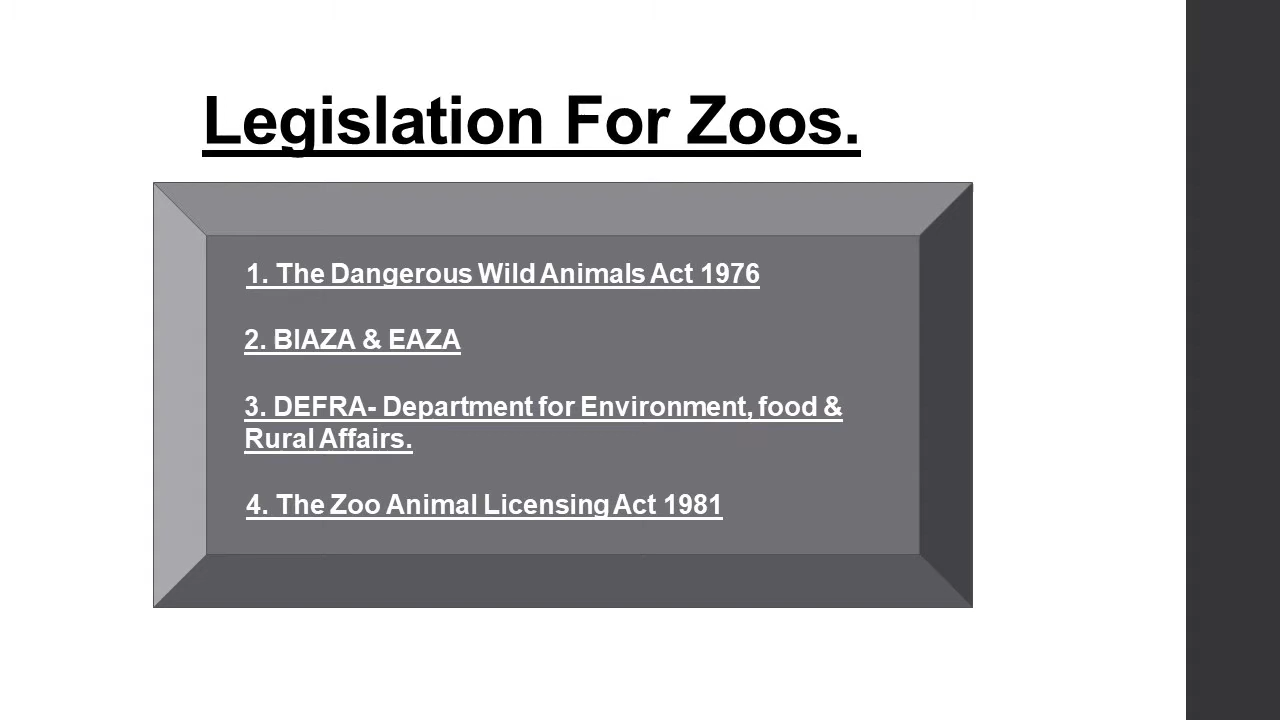 Legislation For Zoos.
1. The Dangerous Wild Animals Act 1976
2. BIAZA & EAZA
3. DEFRA- Department for Environment, food &
Rural Affairs.
4. The Zoo Animal Licensing Act 1981